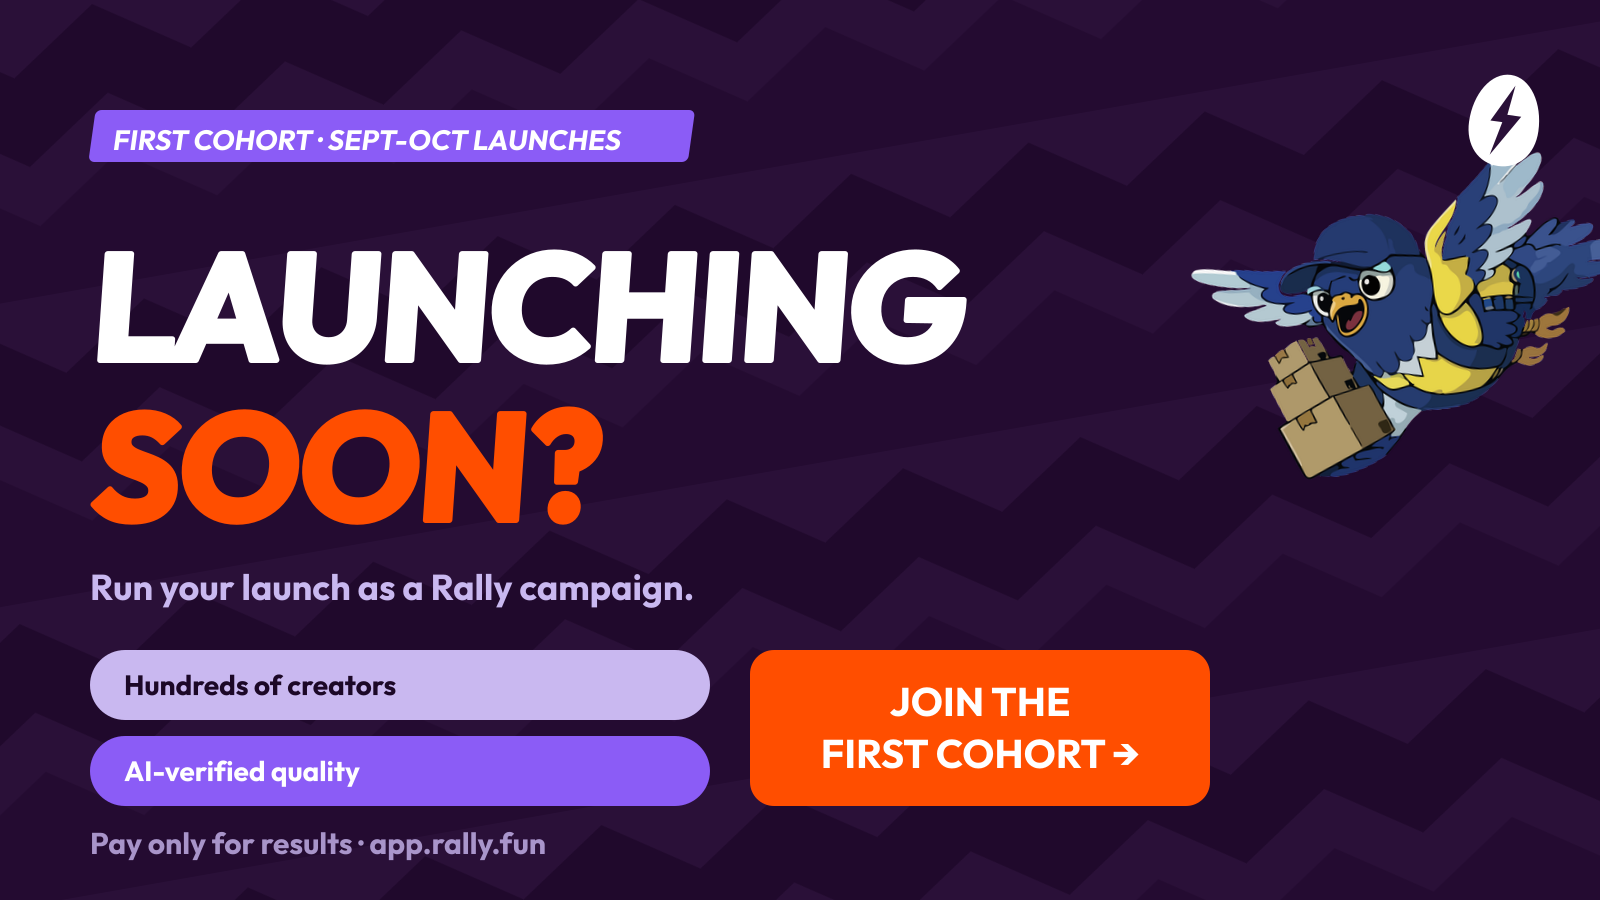 FIRST COHORT · SEPT-OCT LAUNCHES
LAUNCHING
SOON?
Run your launch as a Rally campaign.
Hundreds of creators
AI-verified quality
JOIN THE
FIRST COHORT →
Pay only for results · app.rally.fun